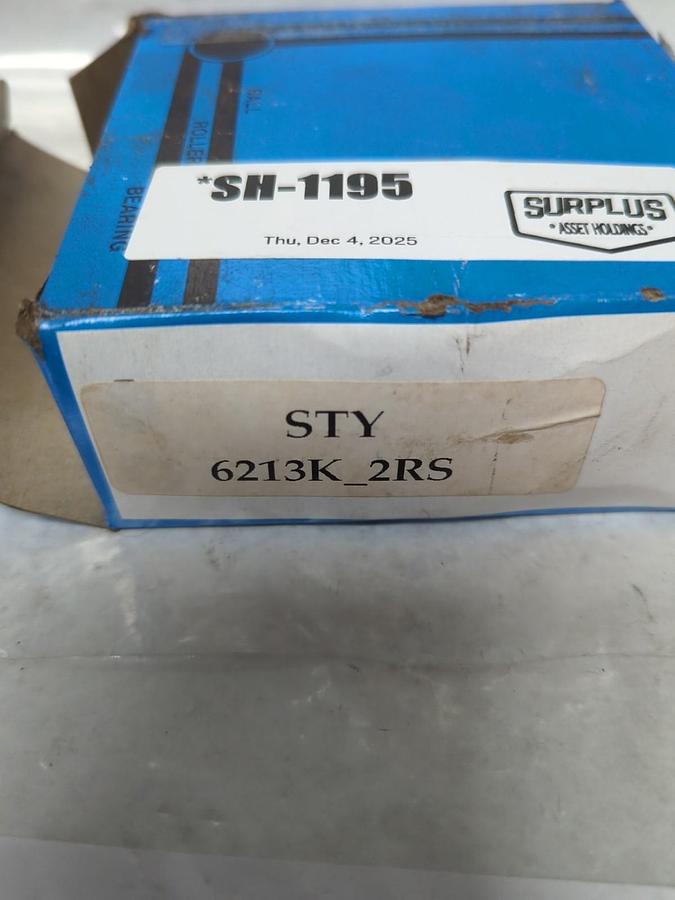 BALL
ROLLER
BEARING
*SH-1195
Thu, Dec 4, 2025
SURPLUS
• ASSET HOLDINGS •
STY
6213K_2RS